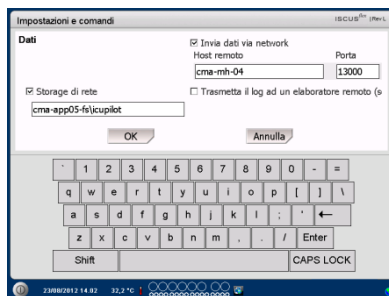 Impostazioni e comandi
ISCUS
Dati
Invia dati via network
Host remoto Porta
cma-mh-04 13000
Storage di rete
Trasmetta il log ad un elaboratore remoto (s
cma-app05-fs\icupilot
OK Annulla
` 1 2 3 4 5 6 7 8 9 0 - =
q w e r t y u i o p [ ] \
a s d f g h j k l ; '
z x c v b n m , . / Enter
Shift CAPS LOCK
23/08/2012 14.02 32,2 °C